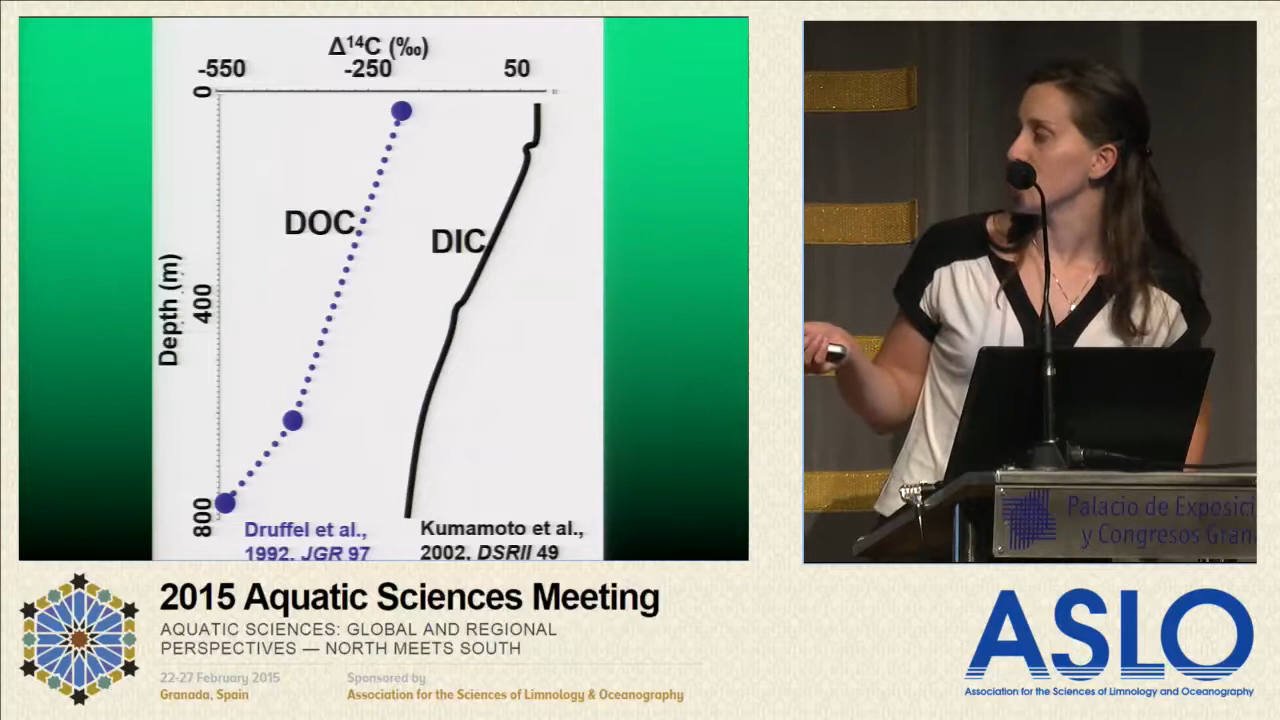 Δ¹⁴C (‰)
-550 -250 50
0
DOC
DIC
Depth (m)
400
800
Druffel et al.,
1992, JGR 97
Kumamoto et al.,
2002, DSRII 49
Palacio de Exposici
y Congresos Gran
2015 Aquatic Sciences Meeting
AQUATIC SCIENCES: GLOBAL AND REGIONAL
PERSPECTIVES — NORTH MEETS SOUTH
22-27 February 2015
Granada, Spain
Sponsored by
Association for the Sciences of Limnology & Oceanography
ASLO
Association for the Sciences of Limnology and Oceanography